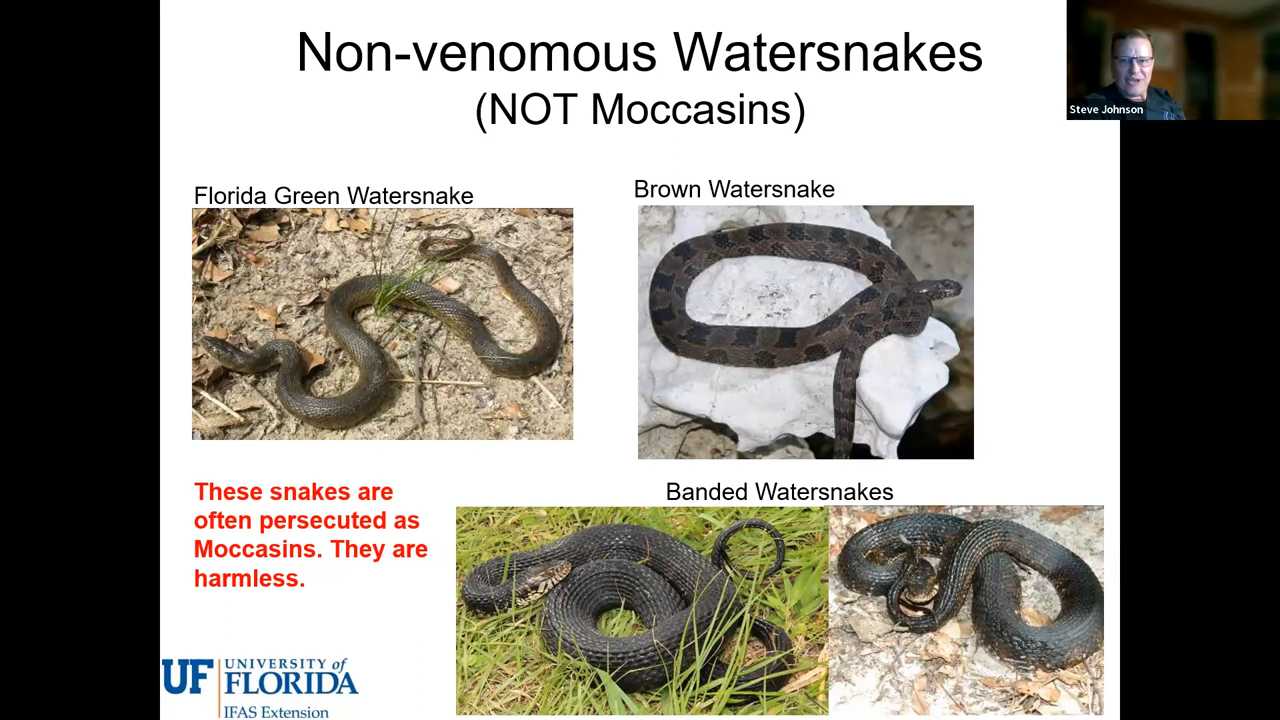 Non-venomous Watersnakes
(NOT Moccasins)
Steve Johnson
Florida Green Watersnake
Brown Watersnake
These snakes are
often persecuted as
Moccasins. They are
harmless.
Banded Watersnakes
UF UNIVERSITY of
FLORIDA
IFAS Extension